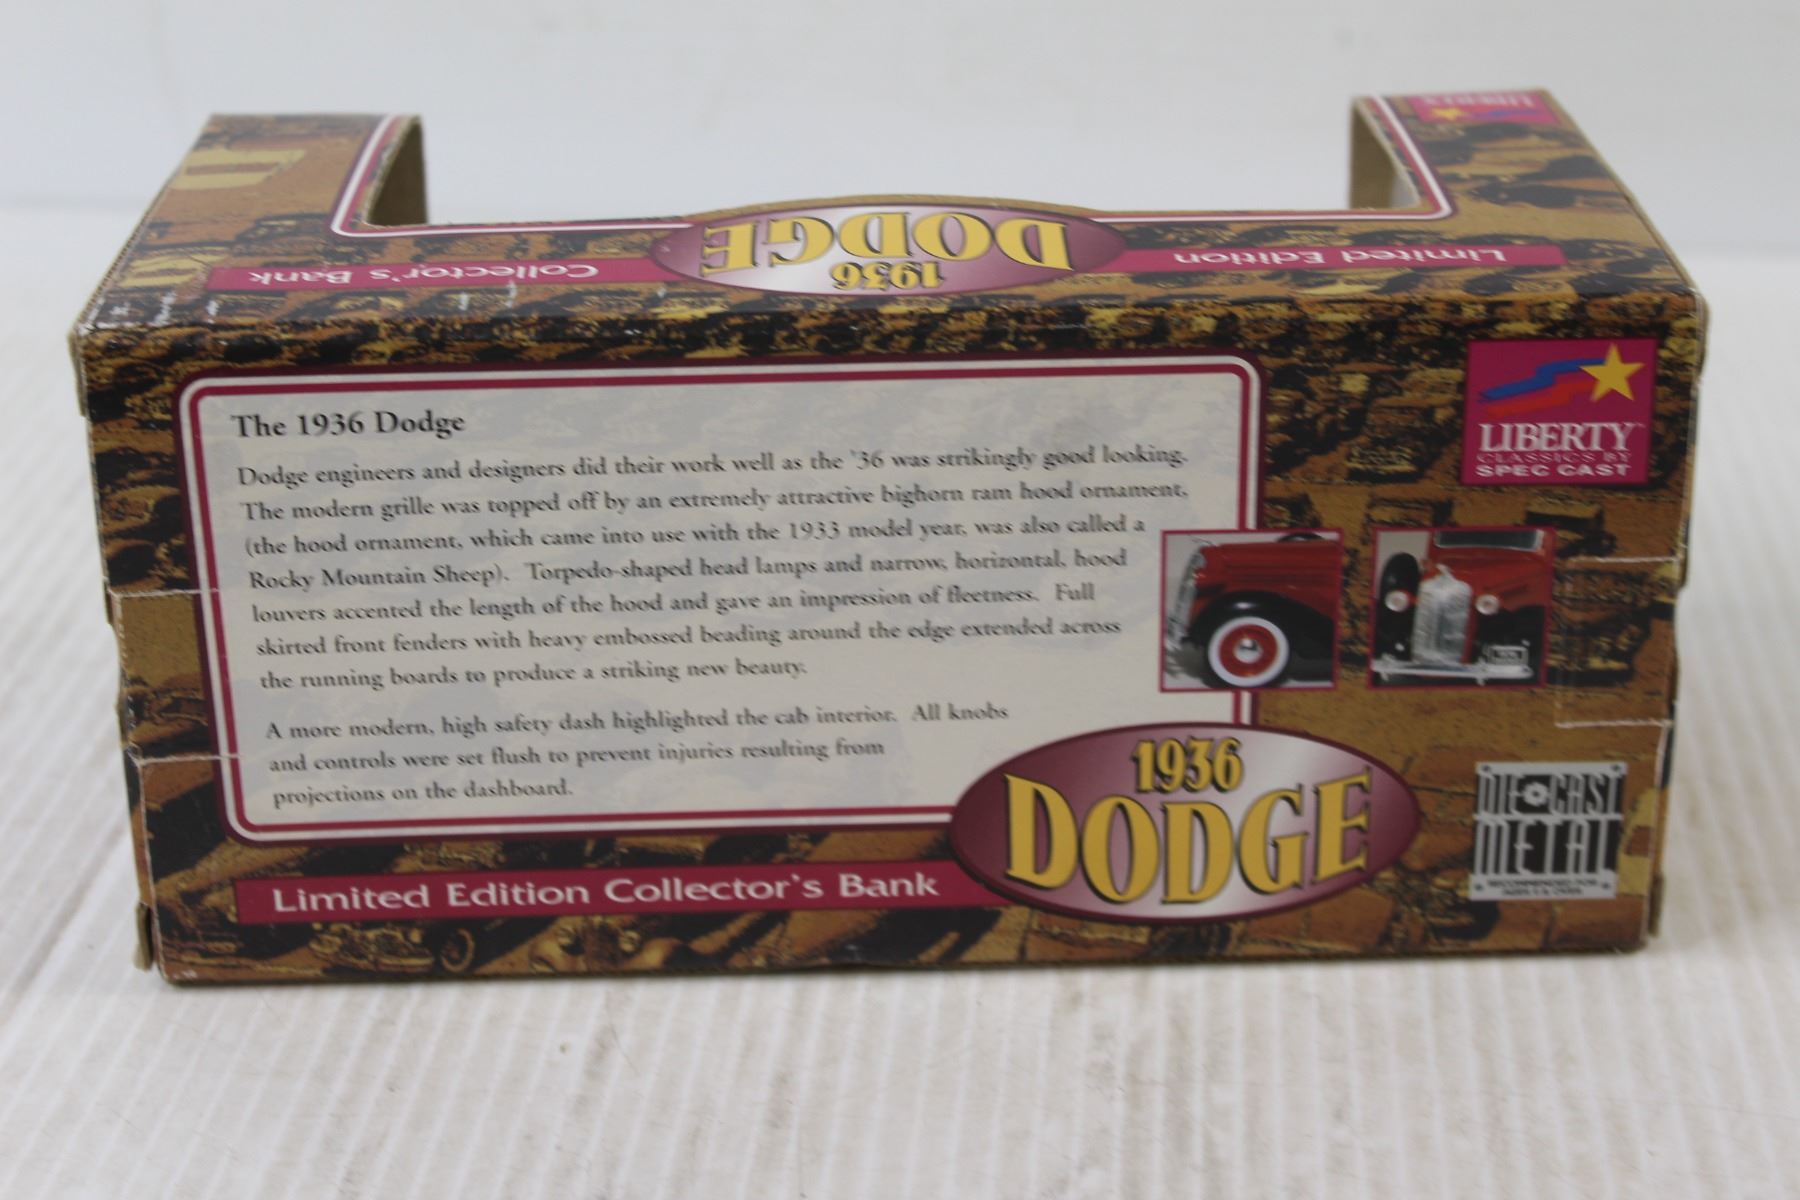 LIBERTY
Limited Edition
1936
DODGE
Collector's Bank
The 1936 Dodge
Dodge engineers and designers did their work well as the '36 was strikingly good looking.
The modern grille was topped off by an extremely attractive bighorn ram hood ornament,
(the hood ornament, which came into use with the 1933 model year, was also called a
Rocky Mountain Sheep).  Torpedo-shaped head lamps and narrow, horizontal, hood
louvers accented the length of the hood and gave an impression of fleetness.  Full
skirted front fenders with heavy embossed beading around the edge extended across
the running boards to produce a striking new beauty.
A more modern, high safety dash highlighted the cab interior.  All knobs
and controls were set flush to prevent injuries resulting from
projections on the dashboard.
LIBERTY™
CLASSICS BY
SPEC CAST
1936
DODGE
Limited Edition Collector's Bank
DIE CAST
METAL
RECOMMENDED FOR